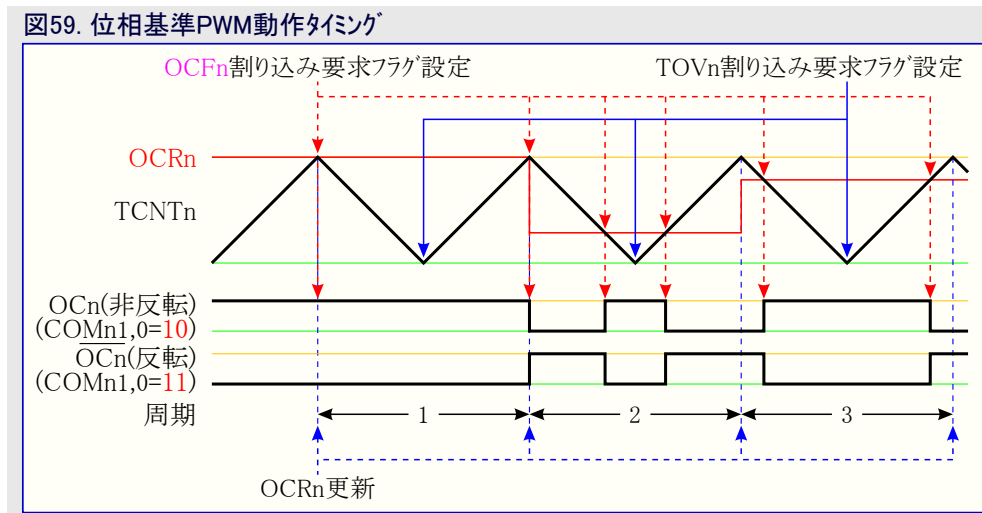 図59. 位相基準PWM動作ﾀｲﾐﾝｸﾞ
OCFn割り込み要求ﾌﾗｸﾞ設定
TOVn割り込み要求ﾌﾗｸﾞ設定
OCRn
TCNTn
OCn(非反転)
(COMn1,0=10)
OCn(反転)
(COMn1,0=11)
周期
1
2
3
OCRn更新